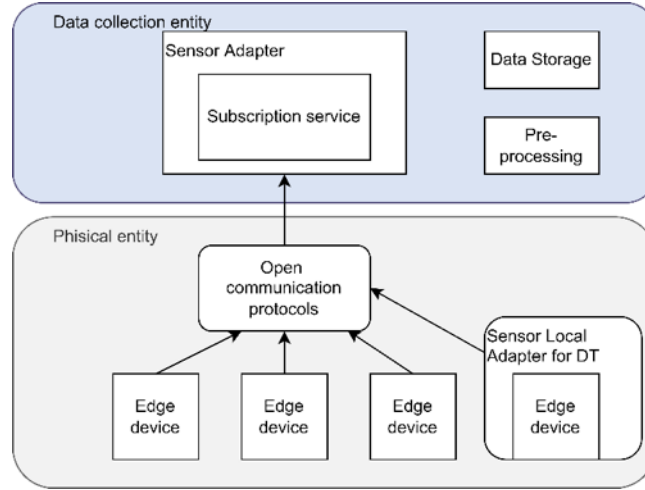 Data collection entity
Sensor Adapter
Subscription service
Data Storage
Pre-
processing
Phisical entity
Open
communication
protocols
Sensor Local
Adapter for DT
Edge
device
Edge
device
Edge
device
Edge
device